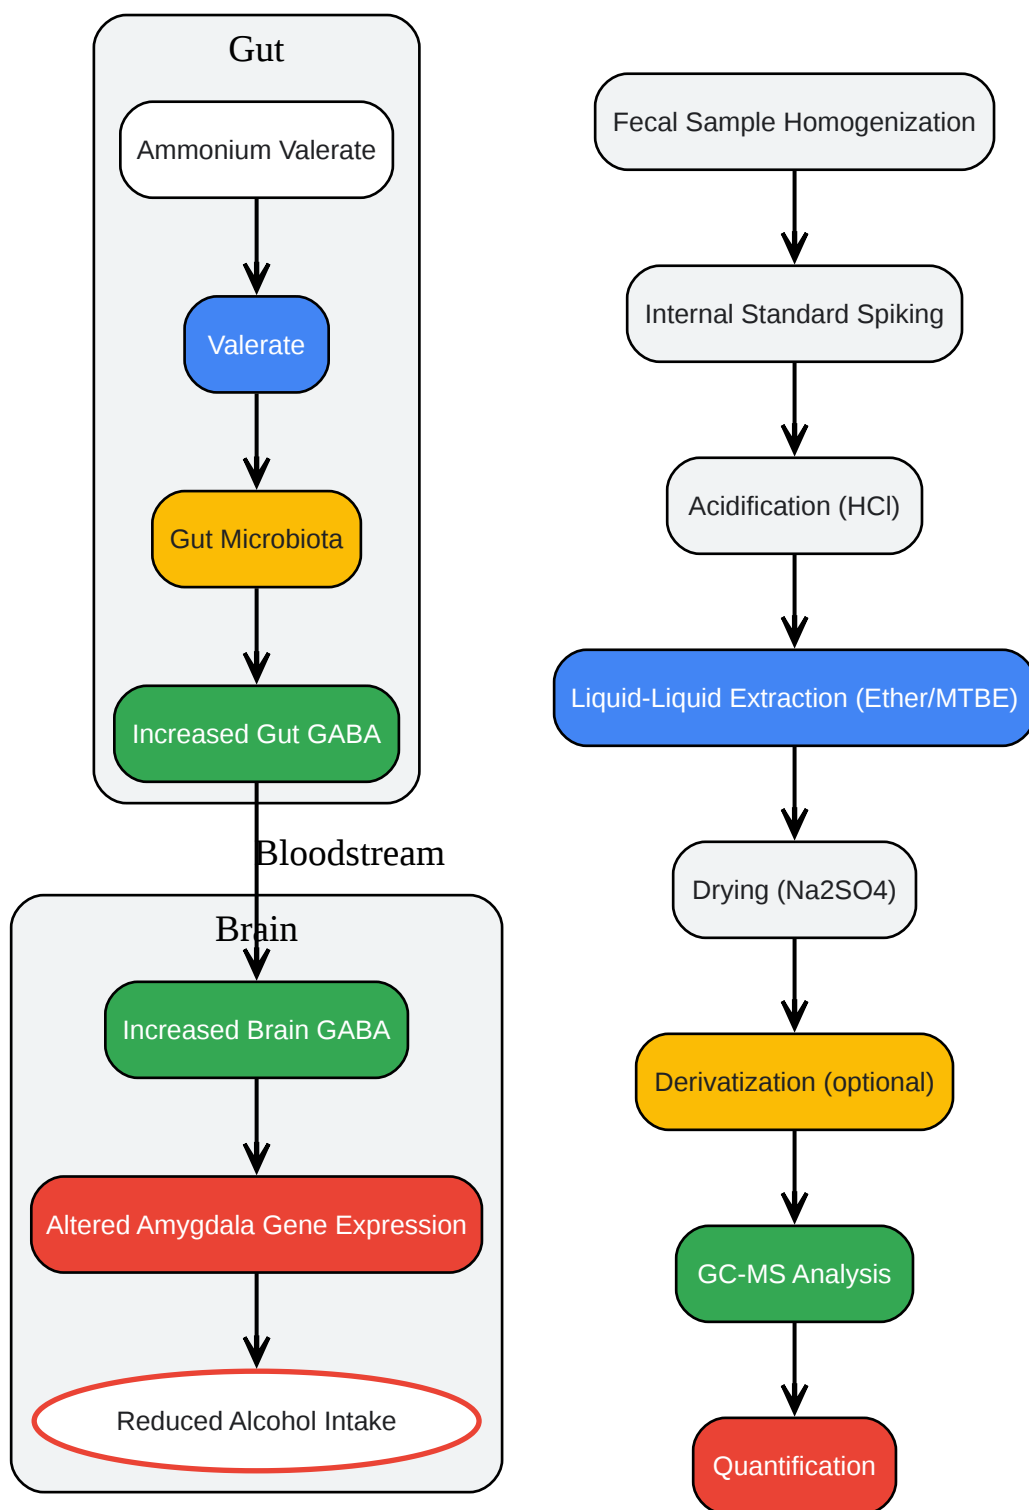 Gut
Ammonium Valerate
Valerate
Gut Microbiota
Increased Gut GABA
Bloodstream
Brain
Increased Brain GABA
Altered Amygdala Gene Expression
Reduced Alcohol Intake
Fecal Sample Homogenization
Internal Standard Spiking
Acidification (HCl)
Liquid-Liquid Extraction (Ether/MTBE)
Drying (Na2SO4)
Derivatization (optional)
GC-MS Analysis
Quantification